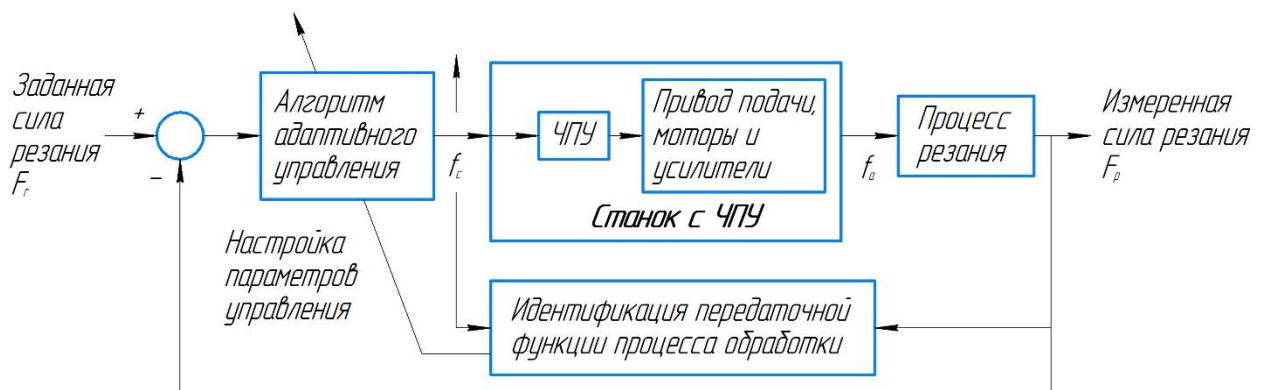 Заданная
сила
резания
Fr
+
−
Алгоритм
адаптивного
управления
fc
ЧПУ
Привод подачи,
моторы и
усилители
Станок с ЧПУ
fa
Процесс
резания
Измеренная
сила резания
Fp
Настройка
параметров
управления
Идентификация передаточной
функции процесса обработки